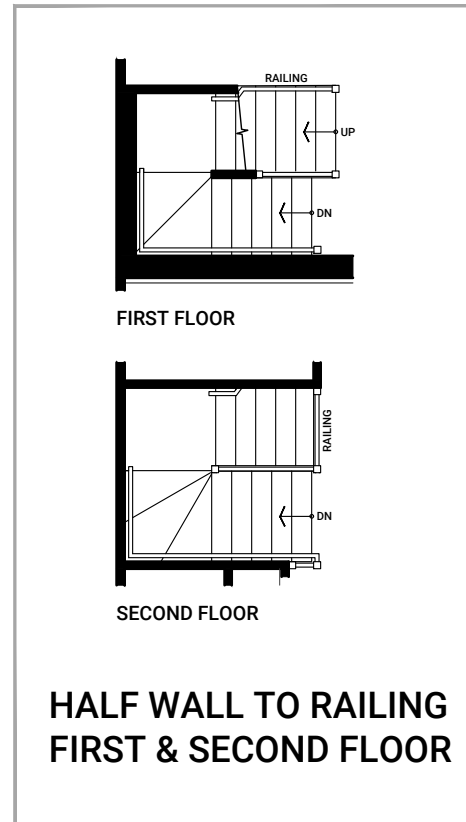 RAILING
UP
DN
FIRST FLOOR
RAILING
DN
SECOND FLOOR
HALF WALL TO RAILING
FIRST & SECOND FLOOR